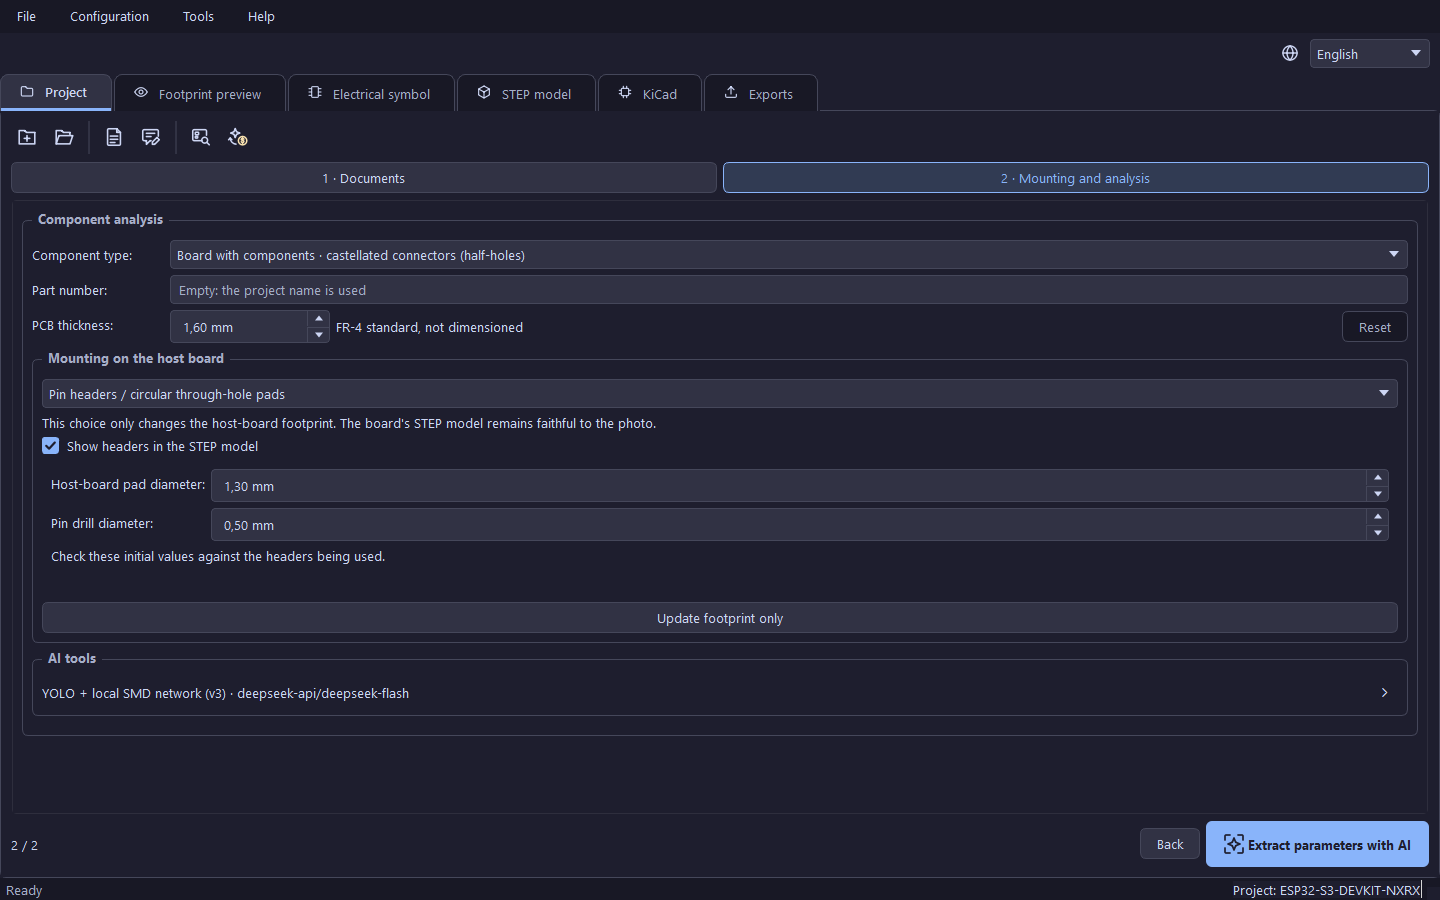 File Configuration Tools Help
English
Project Footprint preview Electrical symbol STEP model KiCad Exports
1 · Documents 2 · Mounting and analysis
Component analysis
Component type: Board with components · castellated connectors (half-holes)
Part number: Empty: the project name is used
PCB thickness: 1,60 mm FR-4 standard, not dimensioned Reset
Mounting on the host board
Pin headers / circular through-hole pads
This choice only changes the host-board footprint. The board's STEP model remains faithful to the photo.
Show headers in the STEP model
Host-board pad diameter: 1,30 mm
Pin drill diameter: 0,50 mm
Check these initial values against the headers being used.
Update footprint only
AI tools
YOLO + local SMD network (v3) · deepseek-api/deepseek-flash
2 / 2 Back Extract parameters with AI
Ready Project: ESP32-S3-DEVKIT-NXRX